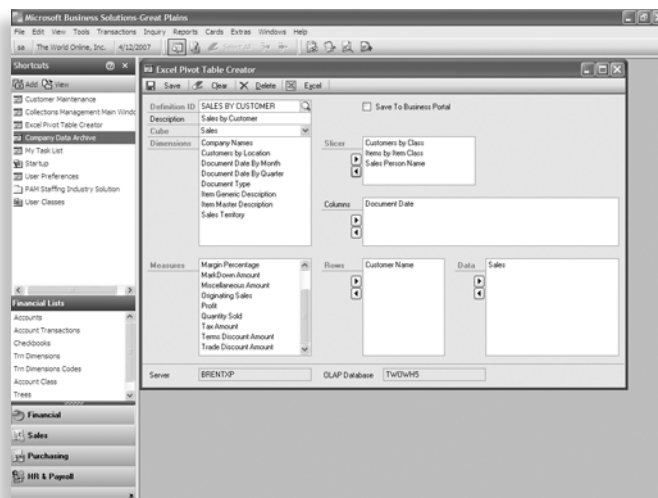 Microsoft Business Solutions-Great Plains
File Edit View Tools Transactions Inquiry Reports Cards Extras Windows Help
sa The World Online, Inc. 4/12/2007 Select All
Shortcuts
Add View
Customer Maintenance
Collections Management Main Windo
Excel Pivot Table Creator
Company Data Archive
My Task List
Startup
User Preferences
PAM Staffing Industry Solution
User Classes
Financial Lists
Accounts
Account Transactions
Checkbooks
Trn Dimensions
Trn Dimensions Codes
Account Class
Trees
Financial
Sales
Purchasing
HR & Payroll
Excel Pivot Table Creator
Save Clear Delete Excel
Definition ID SALES BY CUSTOMER Save To Business Portal
Description Sales by Customer
Cube Sales
Dimensions
Company Names
Customers by Location
Document Date By Month
Document Date By Quarter
Document Type
Item Generic Description
Item Master Description
Sales Territory
Slicer
Customers by Class
Items by Item Class
Sales Person Name
Columns
Document Date
Measures
Margin Percentage
MarkDown Amount
Miscellaneous Amount
Originating Sales
Profit
Quantity Sold
Tax Amount
Terms Discount Amount
Trade Discount Amount
Rows
Customer Name
Data
Sales
Server BRENTXP OLAP Database TWOWH5